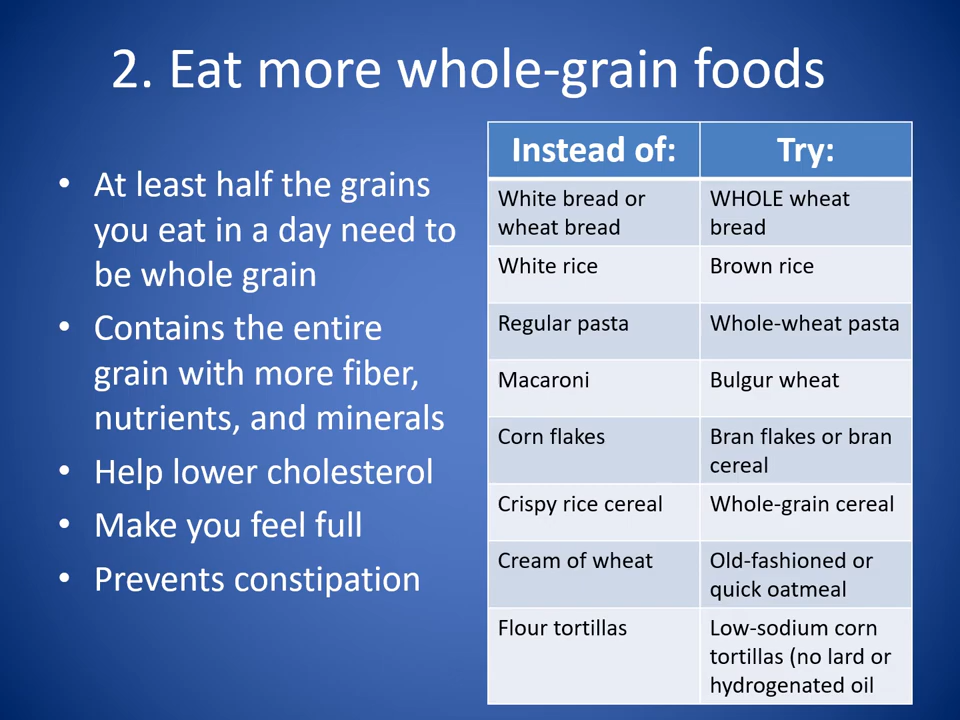 2. Eat more whole-grain foods
• At least half the grains
you eat in a day need to
be whole grain
• Contains the entire
grain with more fiber,
nutrients, and minerals
• Help lower cholesterol
• Make you feel full
• Prevents constipation
Instead of: Try:
White bread or WHOLE wheat
wheat bread bread
White rice Brown rice
Regular pasta Whole-wheat pasta
Macaroni Bulgur wheat
Corn flakes Bran flakes or bran
cereal
Crispy rice cereal Whole-grain cereal
Cream of wheat Old-fashioned or
quick oatmeal
Flour tortillas Low-sodium corn
tortillas (no lard or
hydrogenated oil